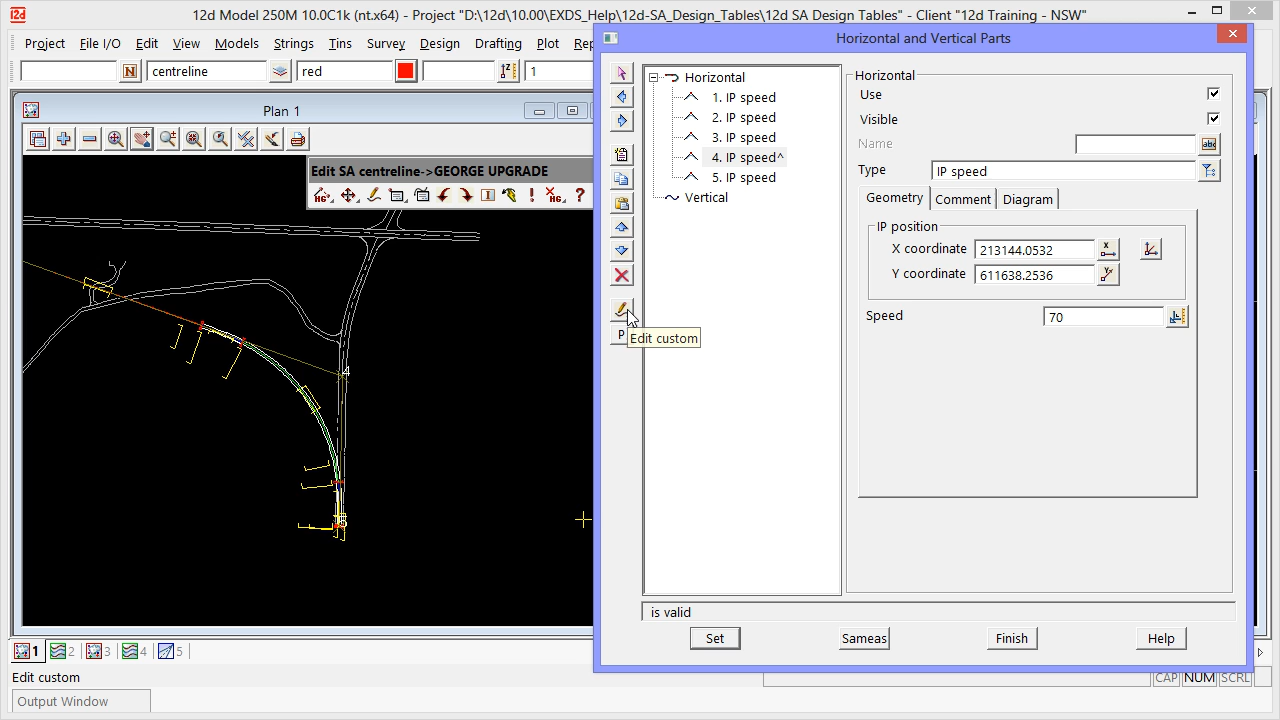 12d Model 250M 10.0C1k (nt.x64) - Project "D:\12d\10.00\EXDS_Help\12d-SA_Design_Tables\12d SA Design Tables" - Client "12d Training - NSW"
Project File I/O Edit View Models Strings Tins Survey Design Drafting Plot
N centreline red 1
Plan 1
Edit SA centreline->GEORGE UPGRADE
4
Horizontal and Vertical Parts
Horizontal
1. IP speed
2. IP speed
3. IP speed
4. IP speed^
5. IP speed
Vertical
P
Edit custom
Horizontal
Use
Visible
Name abc
Type IP speed
Geometry Comment Diagram
IP position
X coordinate 213144.0532
Y coordinate 611638.2536
Speed 70
is valid
Set Sameas Finish Help
1 2 3 4 5
Edit custom
CAP NUM SCRL
Output Window